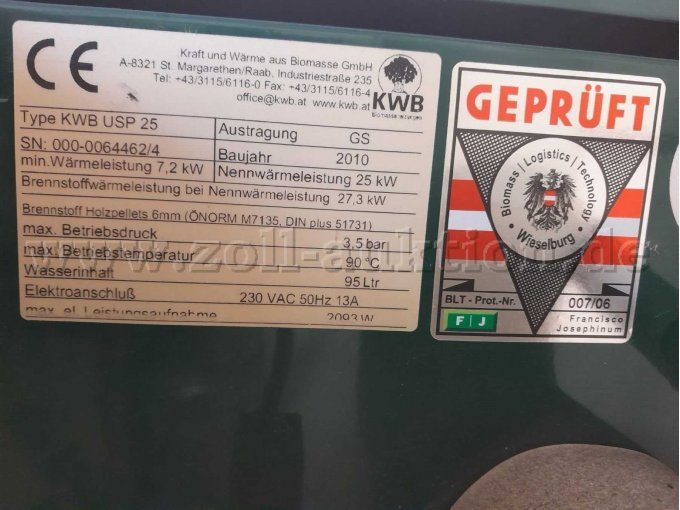 CE
Kraft und Wärme aus Biomasse GmbH
A-8321 St. Margarethen/Raab, Industriestraße 235
Tel: +43/3115/6116-0 Fax: +43/3115/6116-4
office@kwb.at www.kwb.at
KWB
Biomasseheizungen
Type KWB USP 25
Austragung GS
SN: 000-0064462/4
Baujahr 2010
min.Wärmeleistung 7,2 kW
Nennwärmeleistung 25 kW
Brennstoffwärmeleistung bei Nennwärmeleistung 27,3 kW
Brennstoff Holzpellets 6mm (ÖNORM M7135, DIN plus 51731)
max. Betriebsdruck 3,5 bar
max. Betriebstemperatur 90 °C
Wasserinhalt 95 Ltr
Elektroanschluß 230 VAC 50Hz 13A
max. el. Leistungsaufnahme 2093 W
GEPRÜFT
Biomass | Logistics | Technology
Wieselburg
BLT - Prot.-Nr. 007/06
F J Francisco
Josephinum
www.zoll-auktion.de